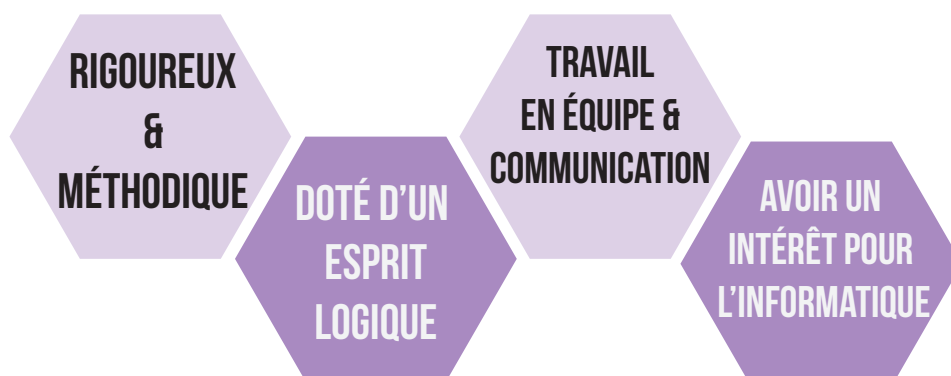 RIGOUREUX
&
MÉTHODIQUE
DOTÉ D'UN
ESPRIT
LOGIQUE
TRAVAIL
EN ÉQUIPE &
COMMUNICATION
AVOIR UN
INTÉRÊT POUR
L'INFORMATIQUE